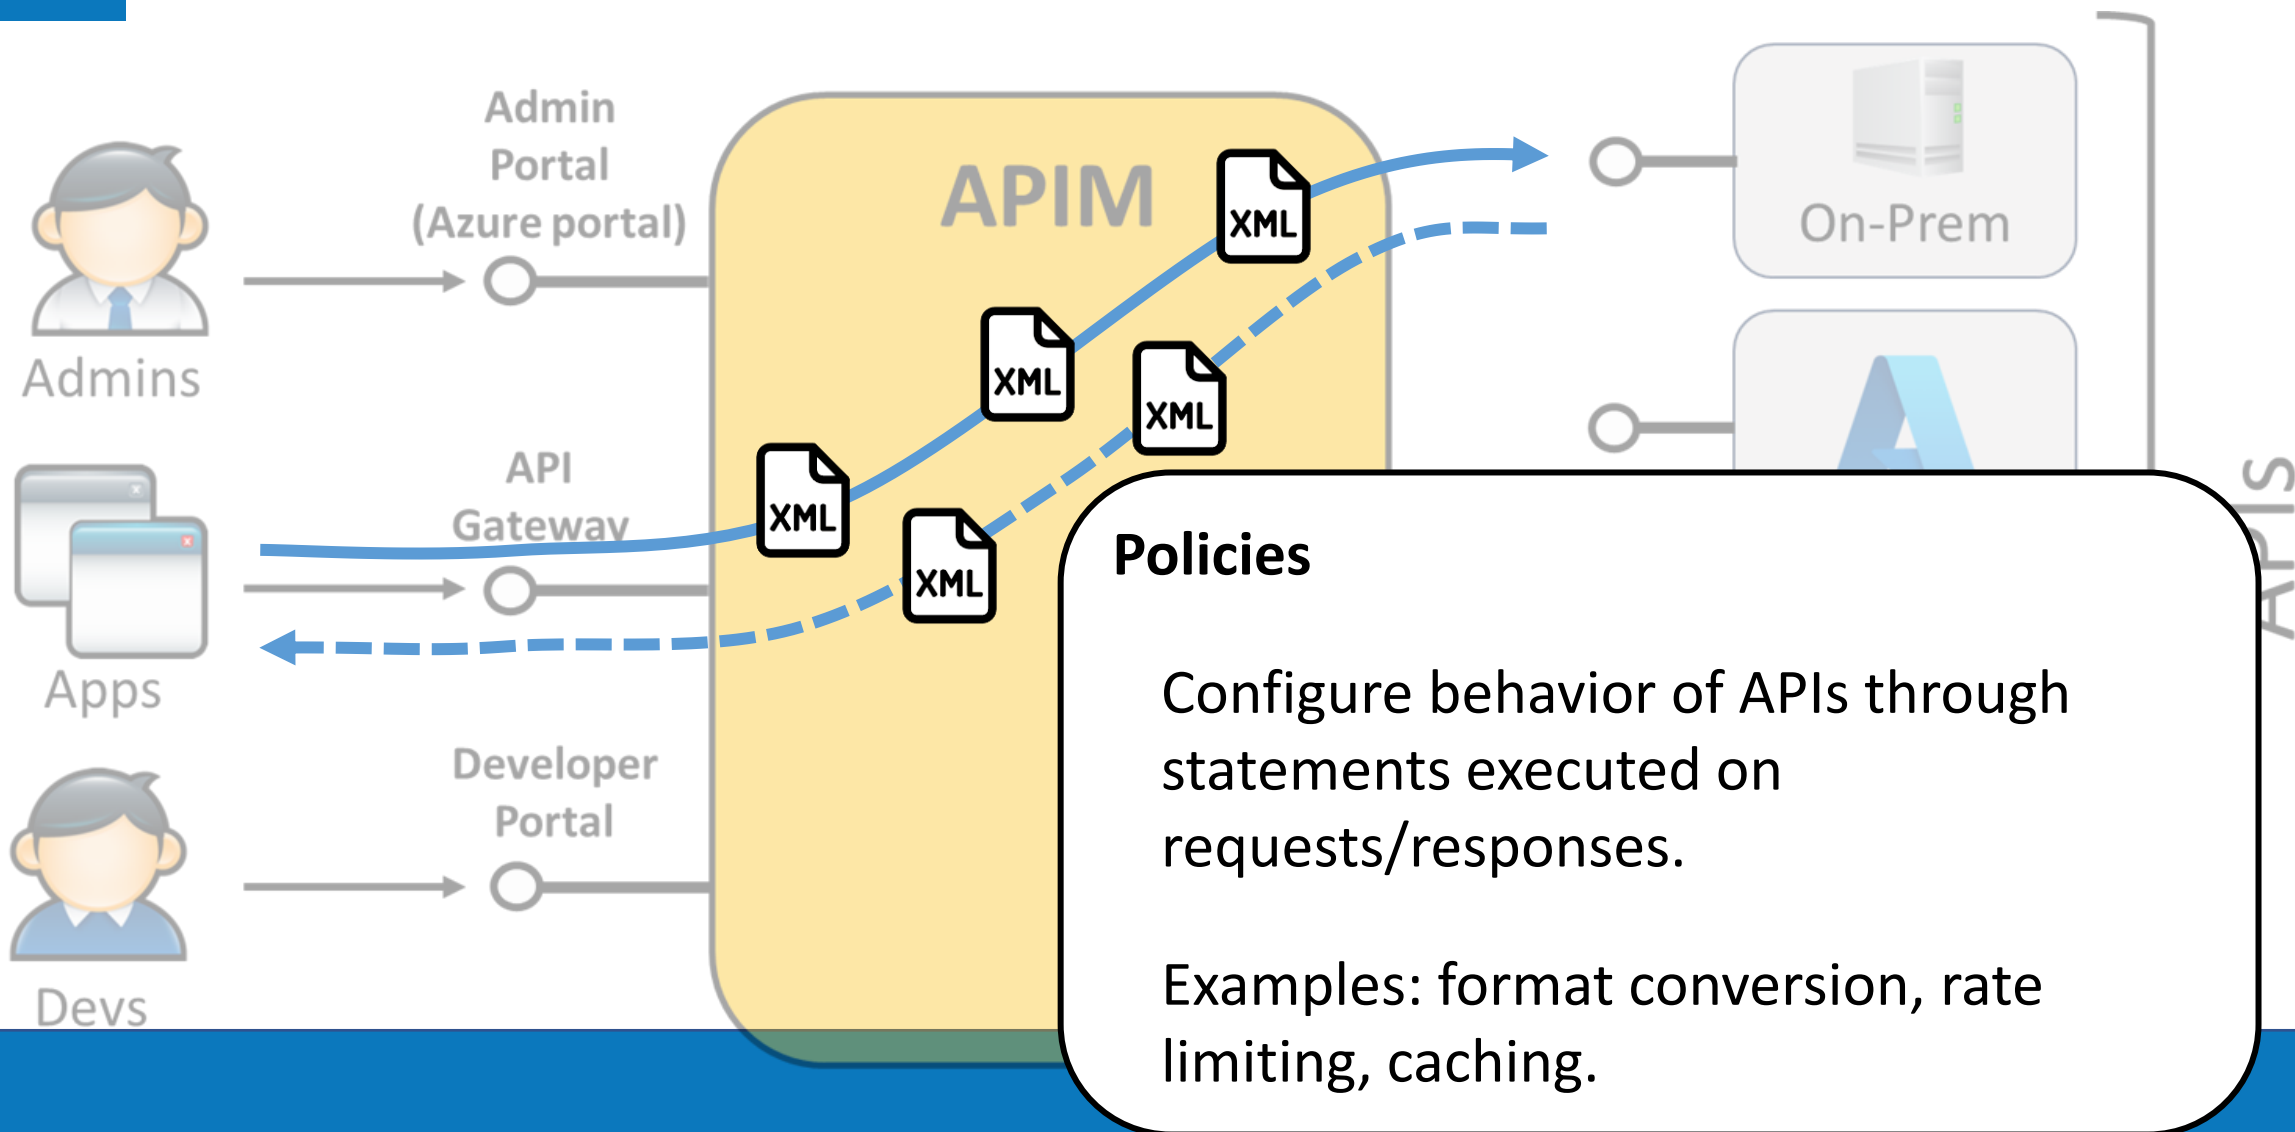 Admin
Portal
(Azure portal)
Admins
API
Gateway
Apps
Developer
Portal
Devs
APIM
XML
XML
XML
XML
XML
On-Prem
APIs
Policies
Configure behavior of APIs through
statements executed on
requests/responses.
Examples: format conversion, rate
limiting, caching.